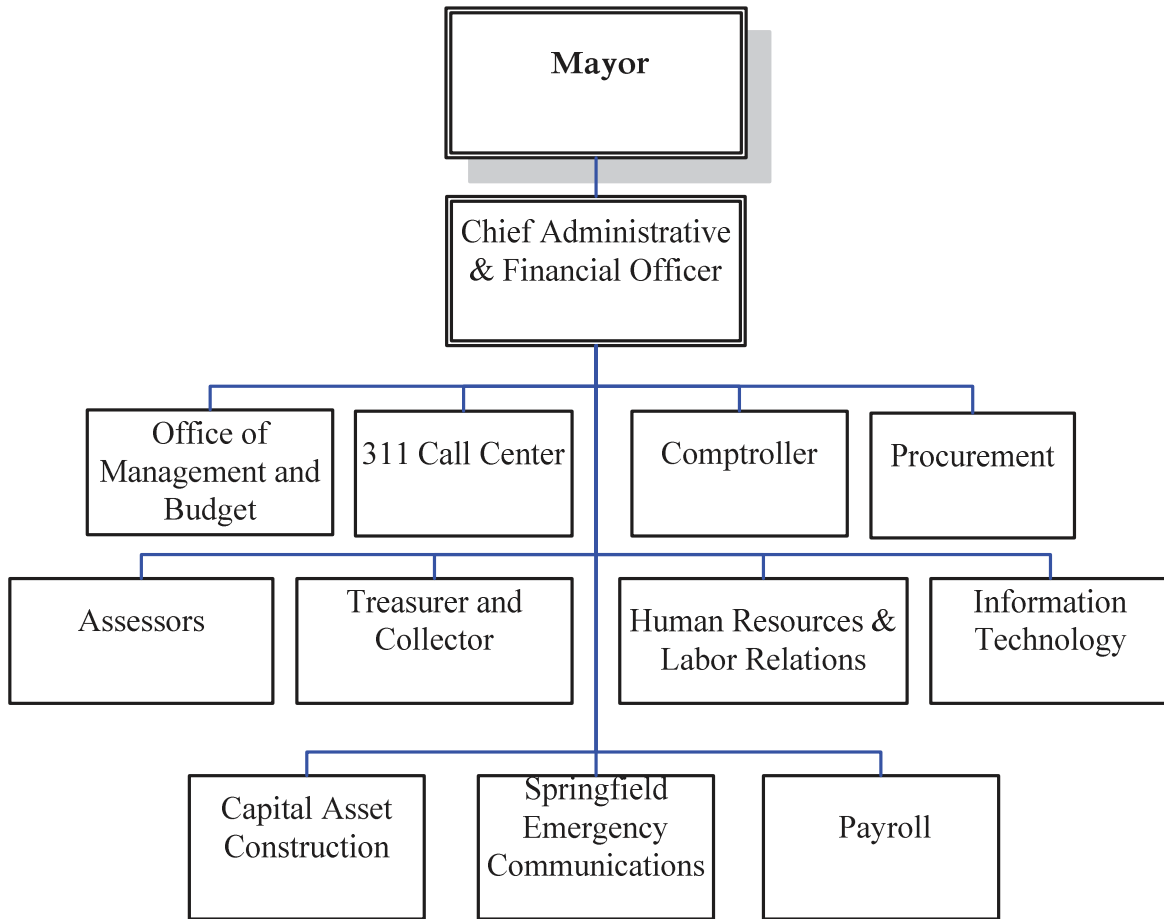 Mayor
Chief Administrative
& Financial Officer
Office of
Management and
Budget
311 Call Center
Comptroller
Procurement
Assessors
Treasurer and
Collector
Human Resources &
Labor Relations
Information
Technology
Capital Asset
Construction
Springfield
Emergency
Communications
Payroll